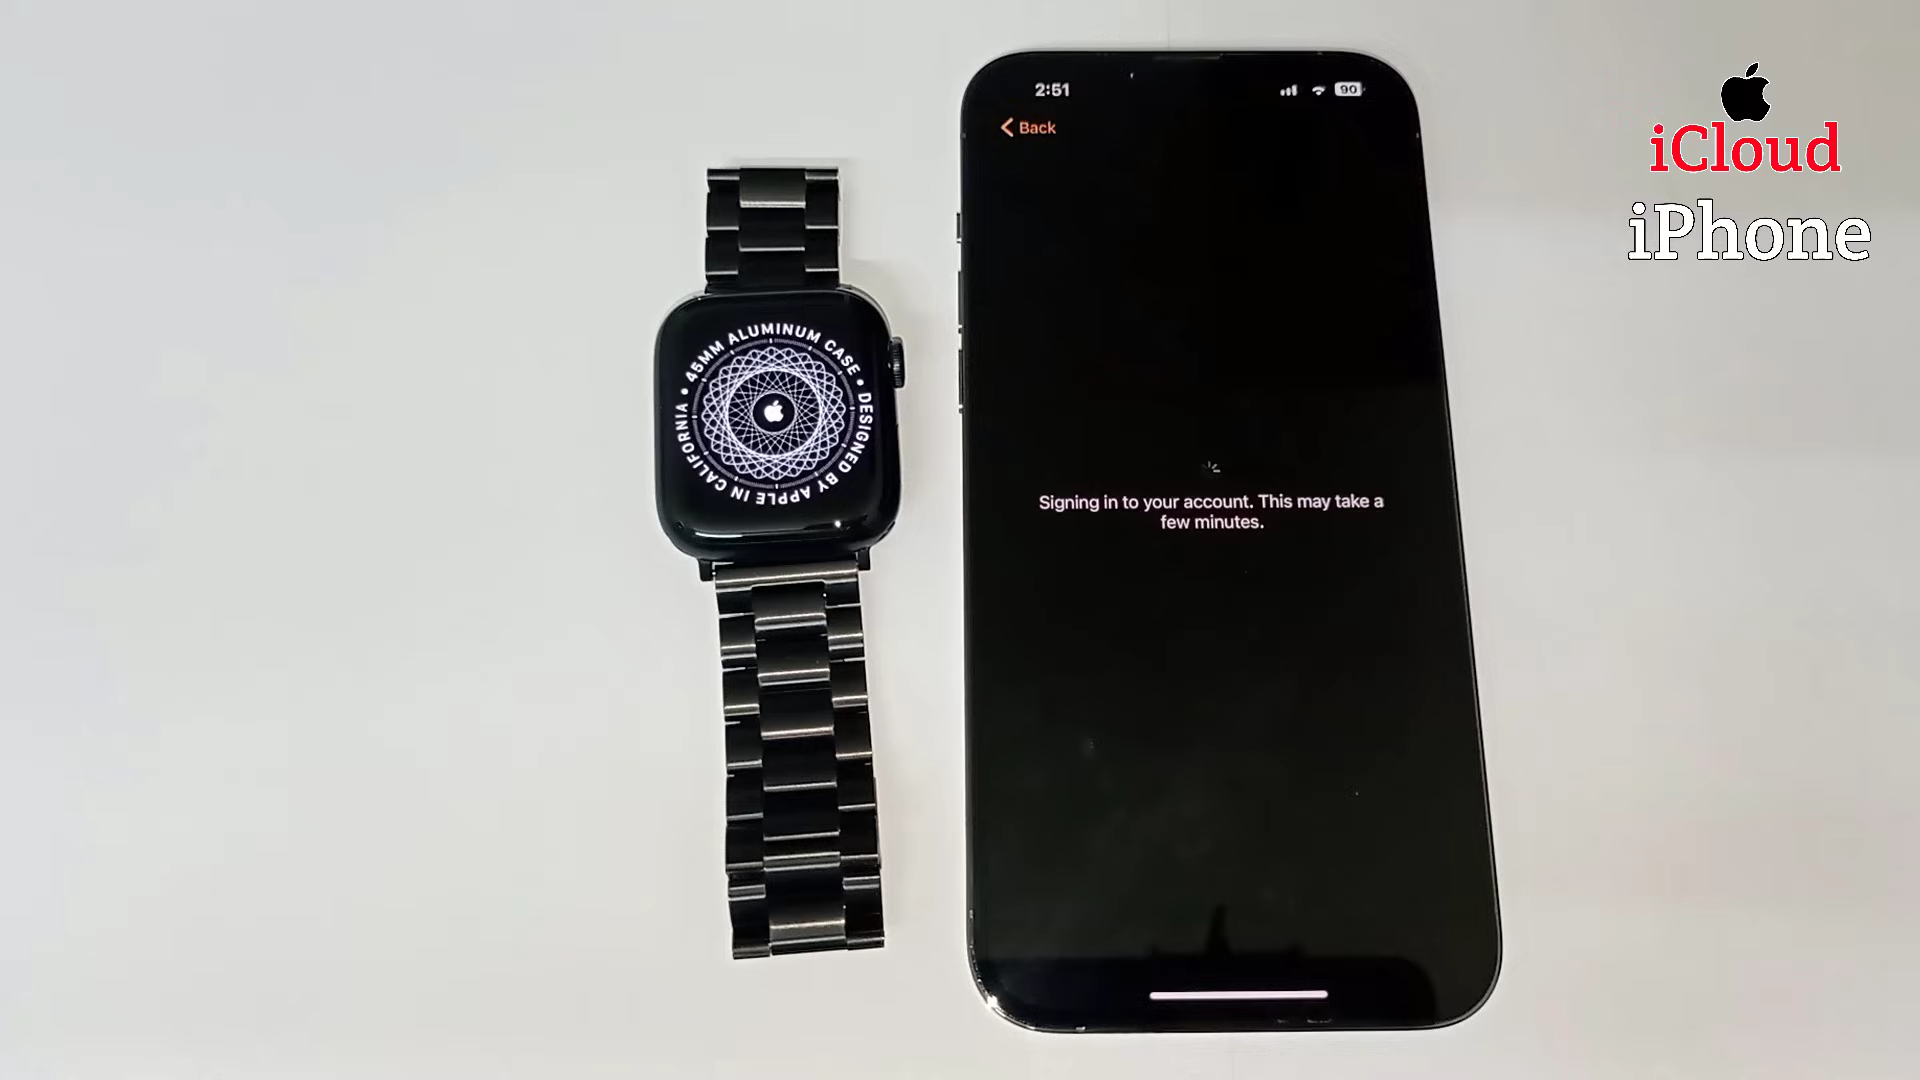 2:51
90
Back
45MM ALUMINUM CASE • DESIGNED BY APPLE IN CALIFORNIA •
Signing in to your account. This may take a
few minutes.
iCloud
iPhone